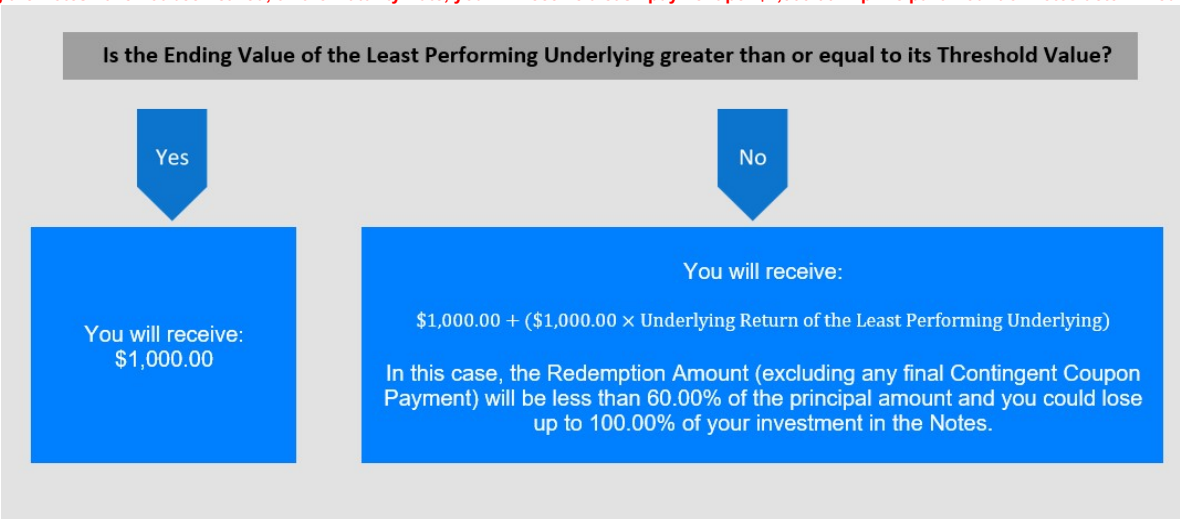 Is the Ending Value of the Least Performing Underlying greater than or equal to its Threshold Value?
Yes
No
You will receive:
$1,000.00
You will receive:
$1,000.00 + ($1,000.00 × Underlying Return of the Least Performing Underlying)
In this case, the Redemption Amount (excluding any final Contingent Coupon
Payment) will be less than 60.00% of the principal amount and you could lose
up to 100.00% of your investment in the Notes.